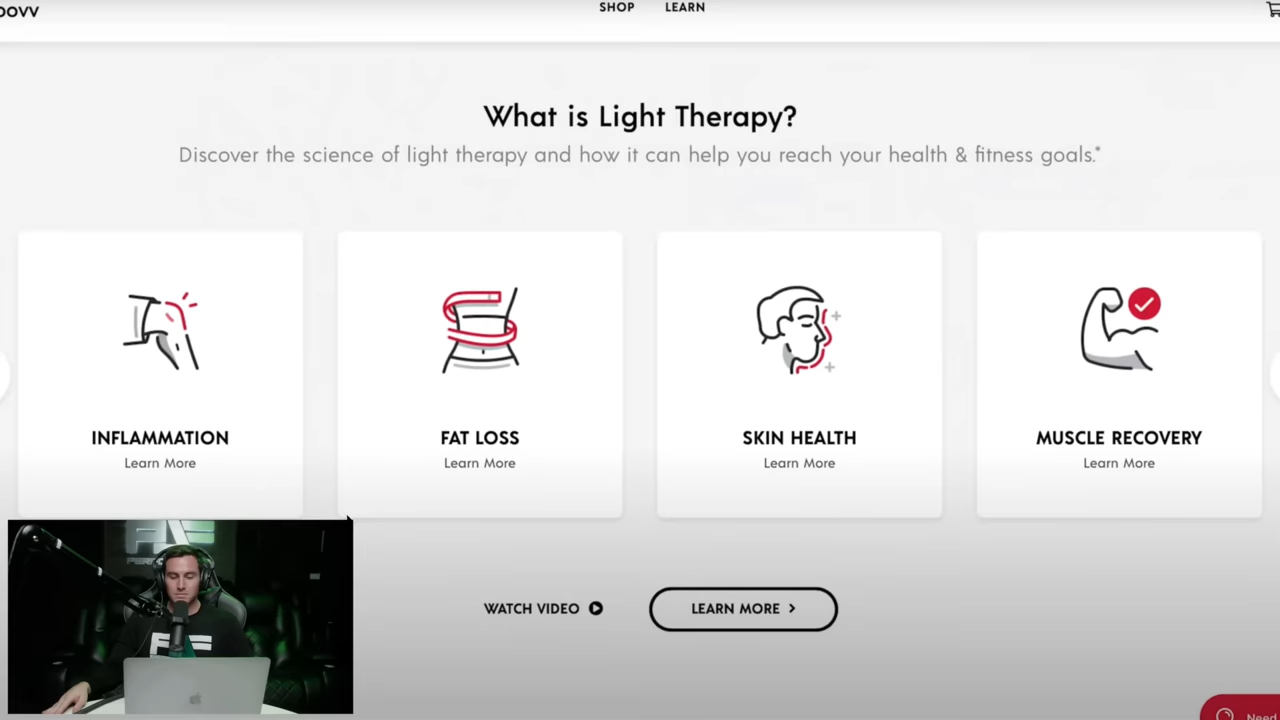 oovv
SHOP LEARN
What is Light Therapy?
Discover the science of light therapy and how it can help you reach your health & fitness goals.*
INFLAMMATION
Learn More
FAT LOSS
Learn More
SKIN HEALTH
Learn More
MUSCLE RECOVERY
Learn More
WATCH VIDEO
LEARN MORE
Need